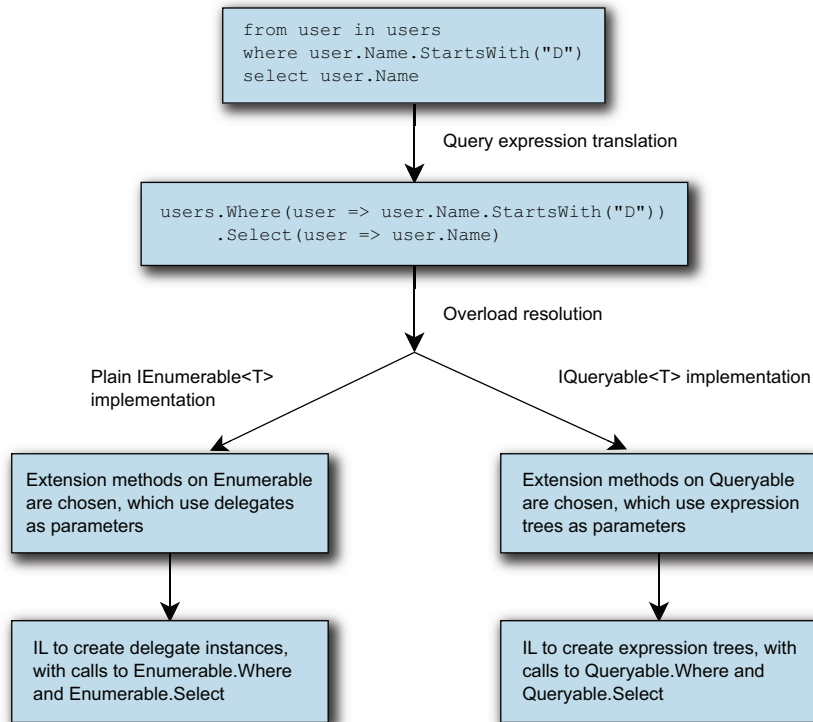 from user in users
where user.Name.StartsWith("D")
select user.Name
Query expression translation
users.Where(user => user.Name.StartsWith("D"))
.Select(user => user.Name)
Overload resolution
Plain IEnumerable<T>
implementation
IQueryable<T> implementation
Extension methods on Enumerable
are chosen, which use delegates
as parameters
Extension methods on Queryable
are chosen, which use expression
trees as parameters
IL to create delegate instances,
with calls to Enumerable.Where
and Enumerable.Select
IL to create expression trees, with
calls to Queryable.Where and
Queryable.Select